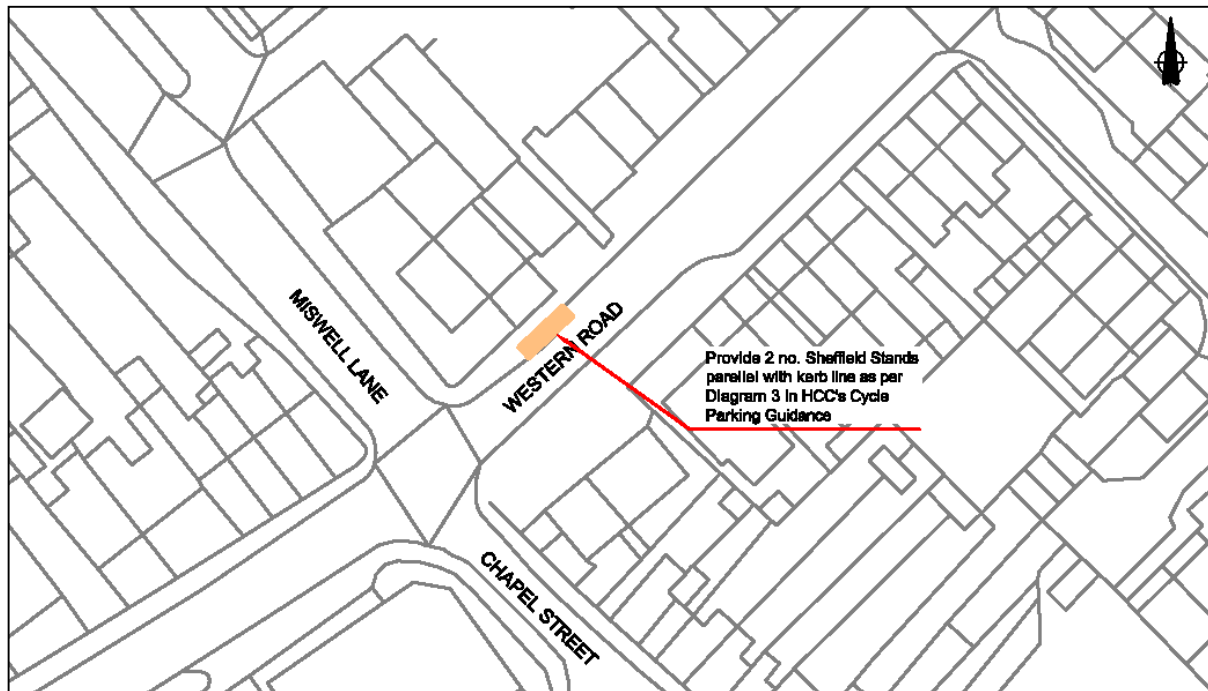 MISWELL LANE
WESTERN ROAD
Provide 2 no. Sheffield Stands
parallel with kerb line as per
Diagram 3 in HCC's Cycle
Parking Guidance
CHAPEL STREET